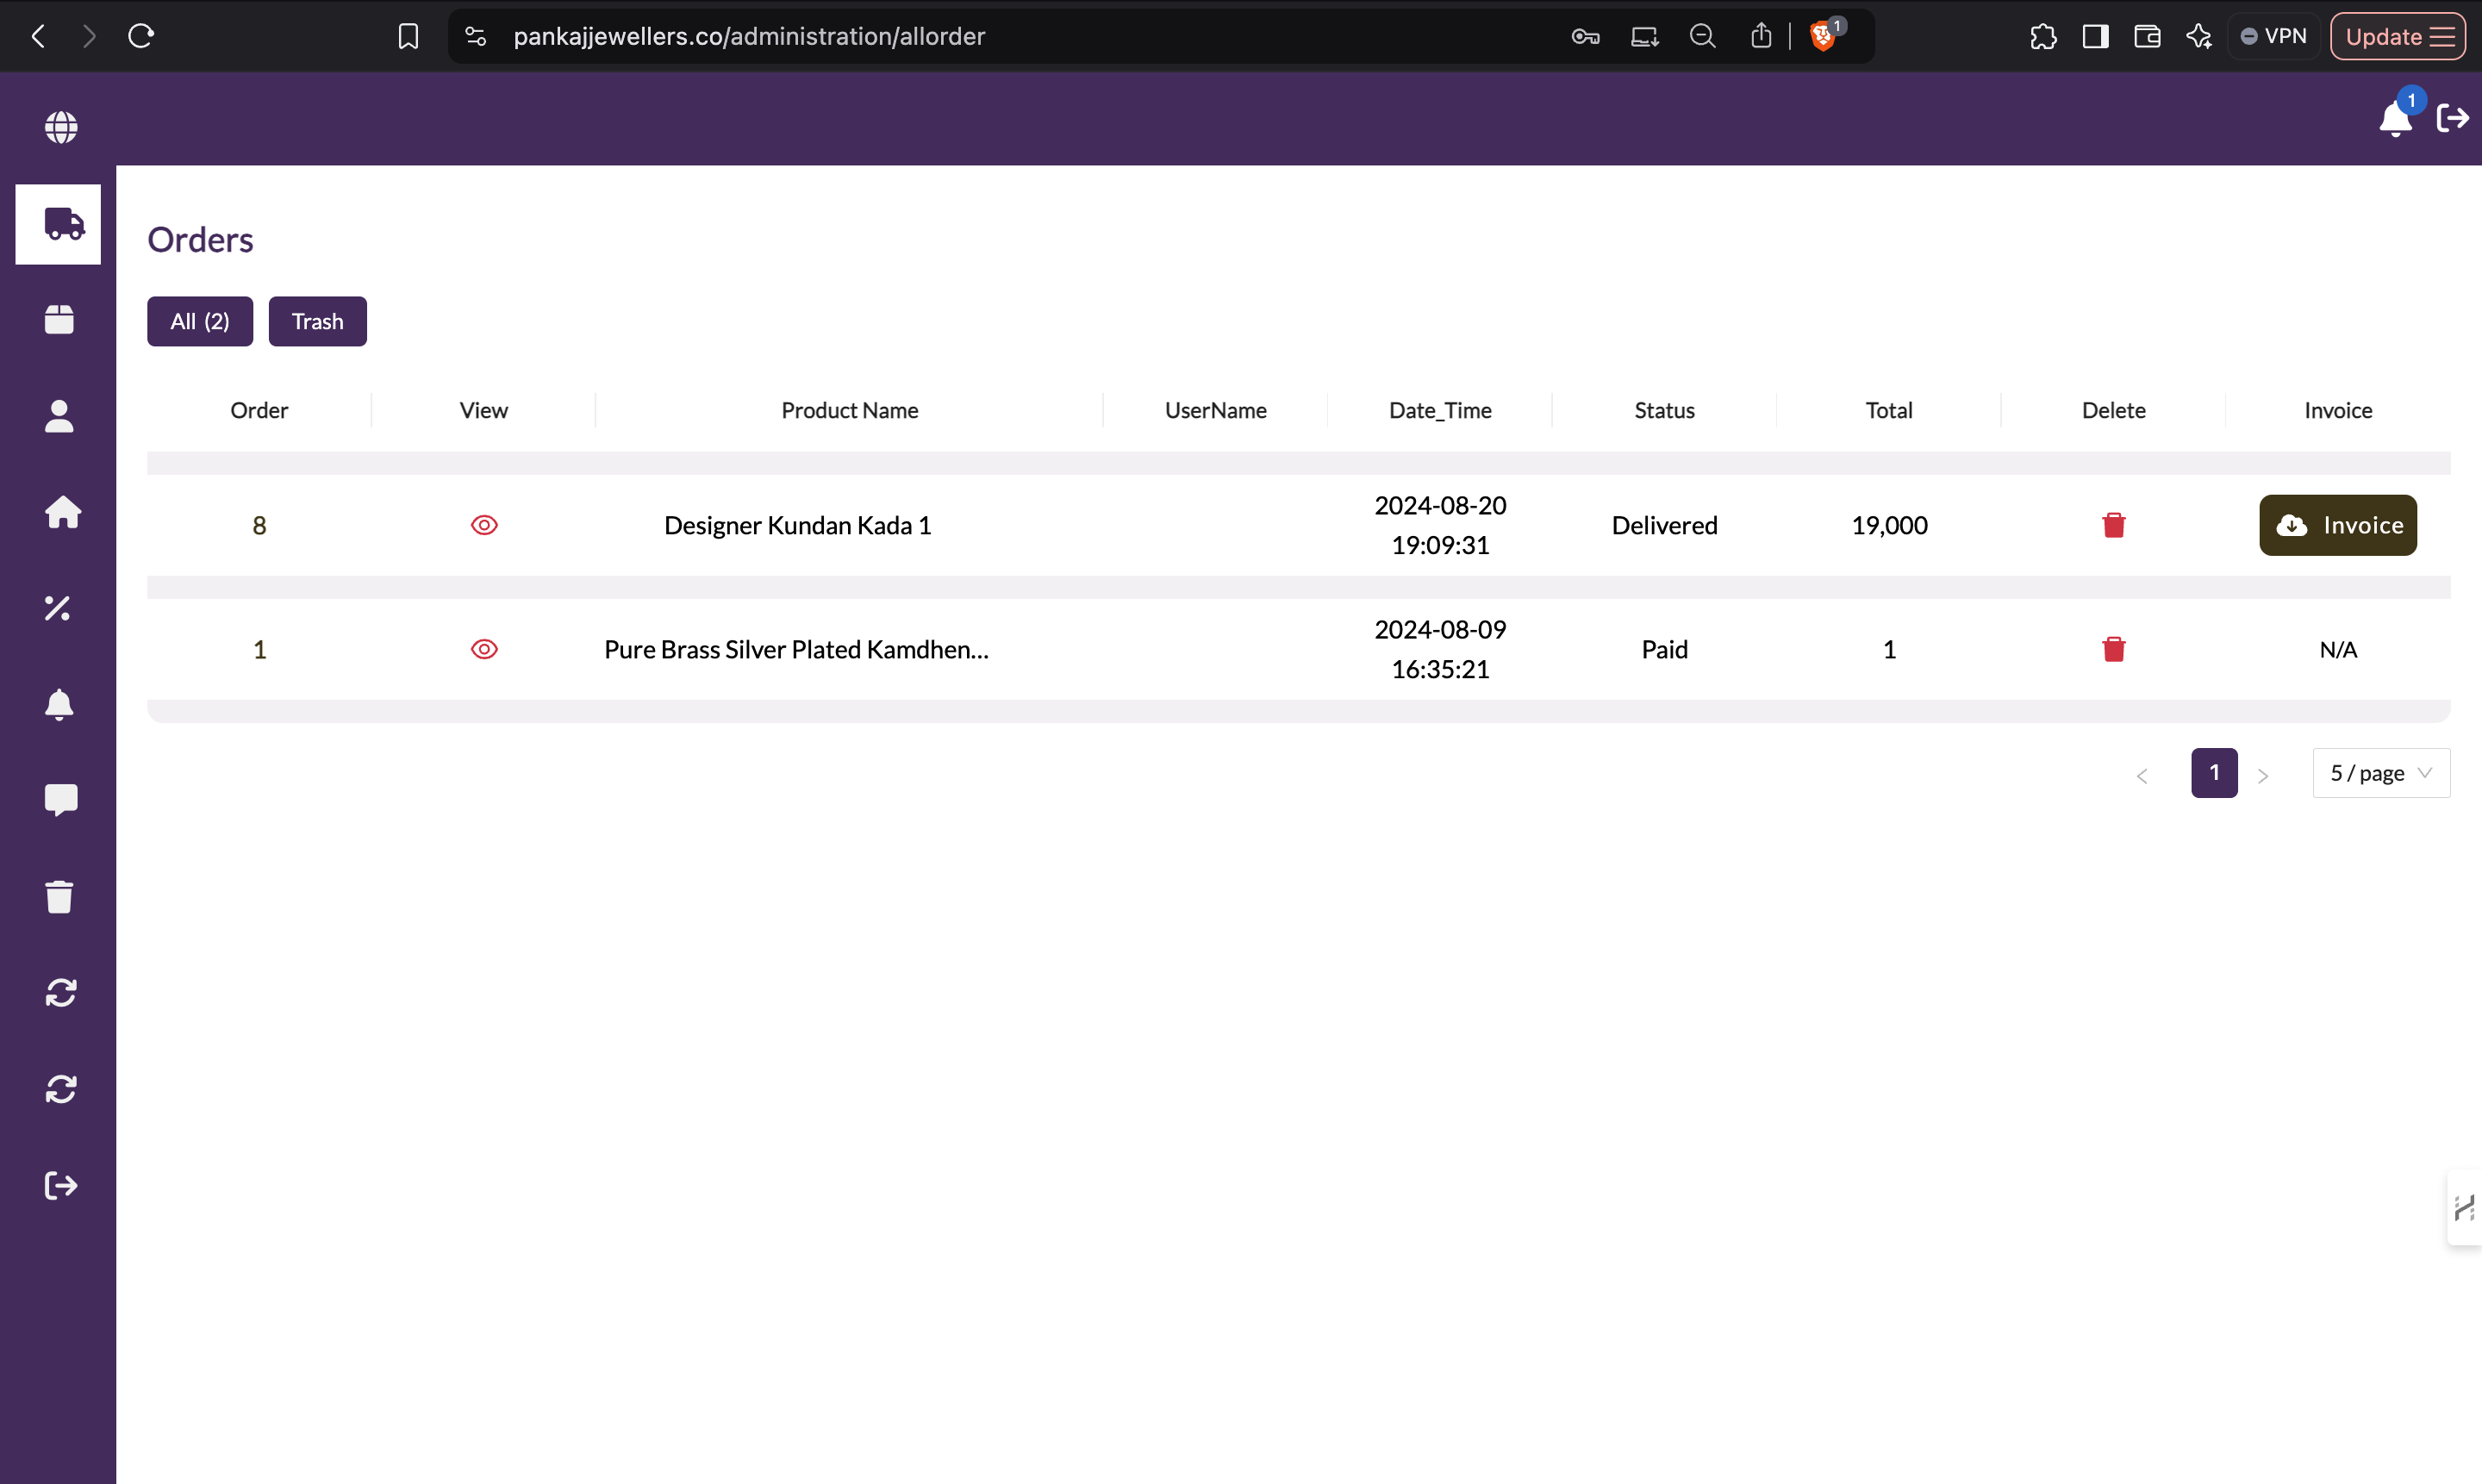 pankajjewellers.co/administration/allorder
1
VPN
Update
1
Orders
All (2)
Trash
Order View Product Name UserName Date_Time Status Total Delete Invoice
8 Designer Kundan Kada 1 2024-08-20 19:09:31 Delivered 19,000 Invoice
1 Pure Brass Silver Plated Kamdhen... 2024-08-09 16:35:21 Paid 1 N/A
< 1 > 5 / page